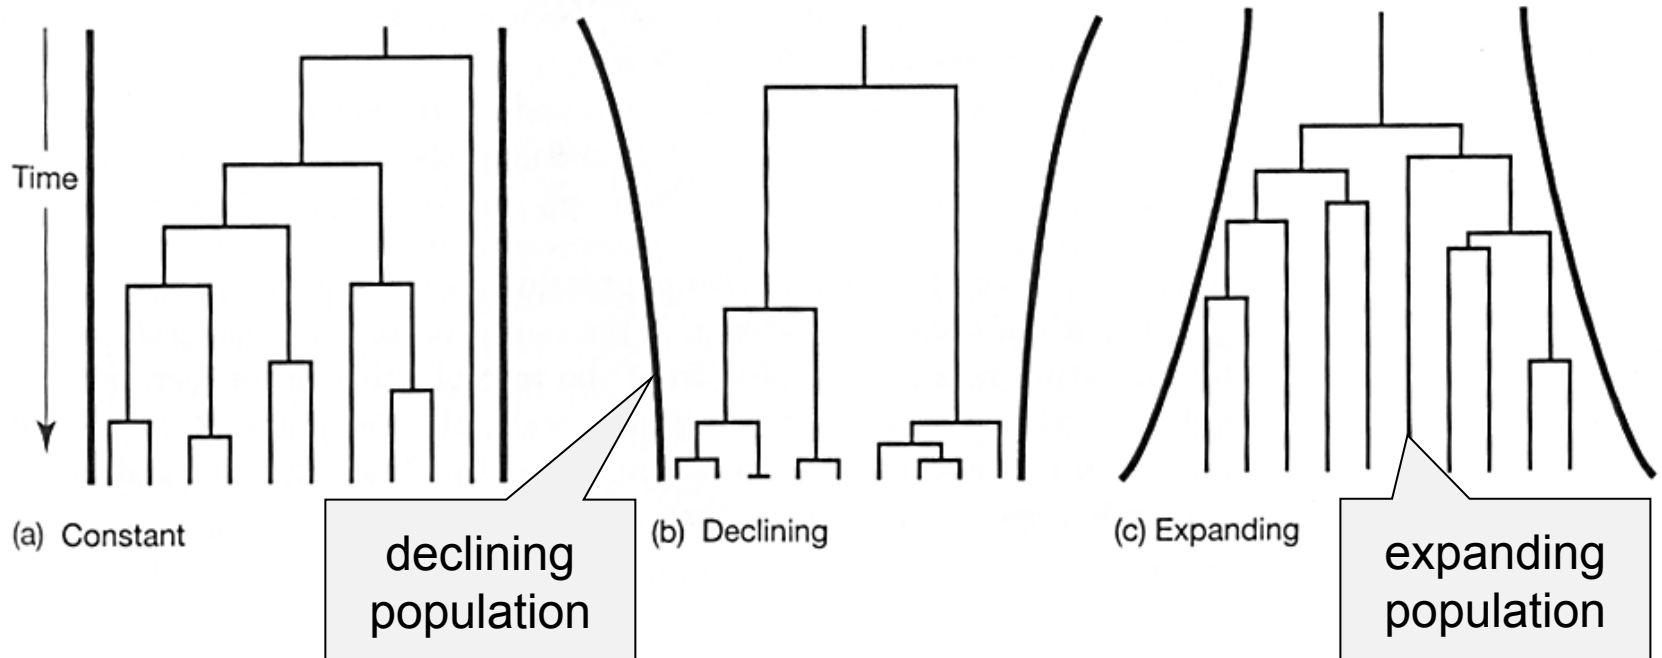 Time
(a) Constant
(b) Declining
(c) Expanding
declining
population
expanding
population